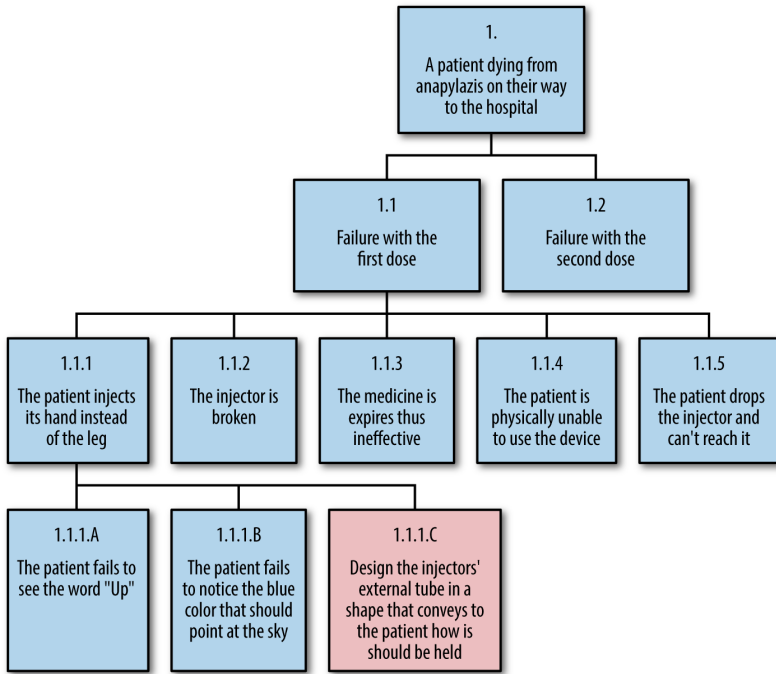 1.
A patient dying from
anapylazis on their way
to the hospital
1.1
Failure with the
first dose
1.2
Failure with the
second dose
1.1.1
The patient injects
its hand instead
of the leg
1.1.2
The injector is
broken
1.1.3
The medicine is
expires thus
ineffective
1.1.4
The patient is
physically unable
to use the device
1.1.5
The patient drops
the injector and
can't reach it
1.1.1.A
The patient fails to
see the word "Up"
1.1.1.B
The patient fails
to notice the blue
color that should
point at the sky
1.1.1.C
Design the injectors'
external tube in a
shape that conveys to
the patient how is
should be held